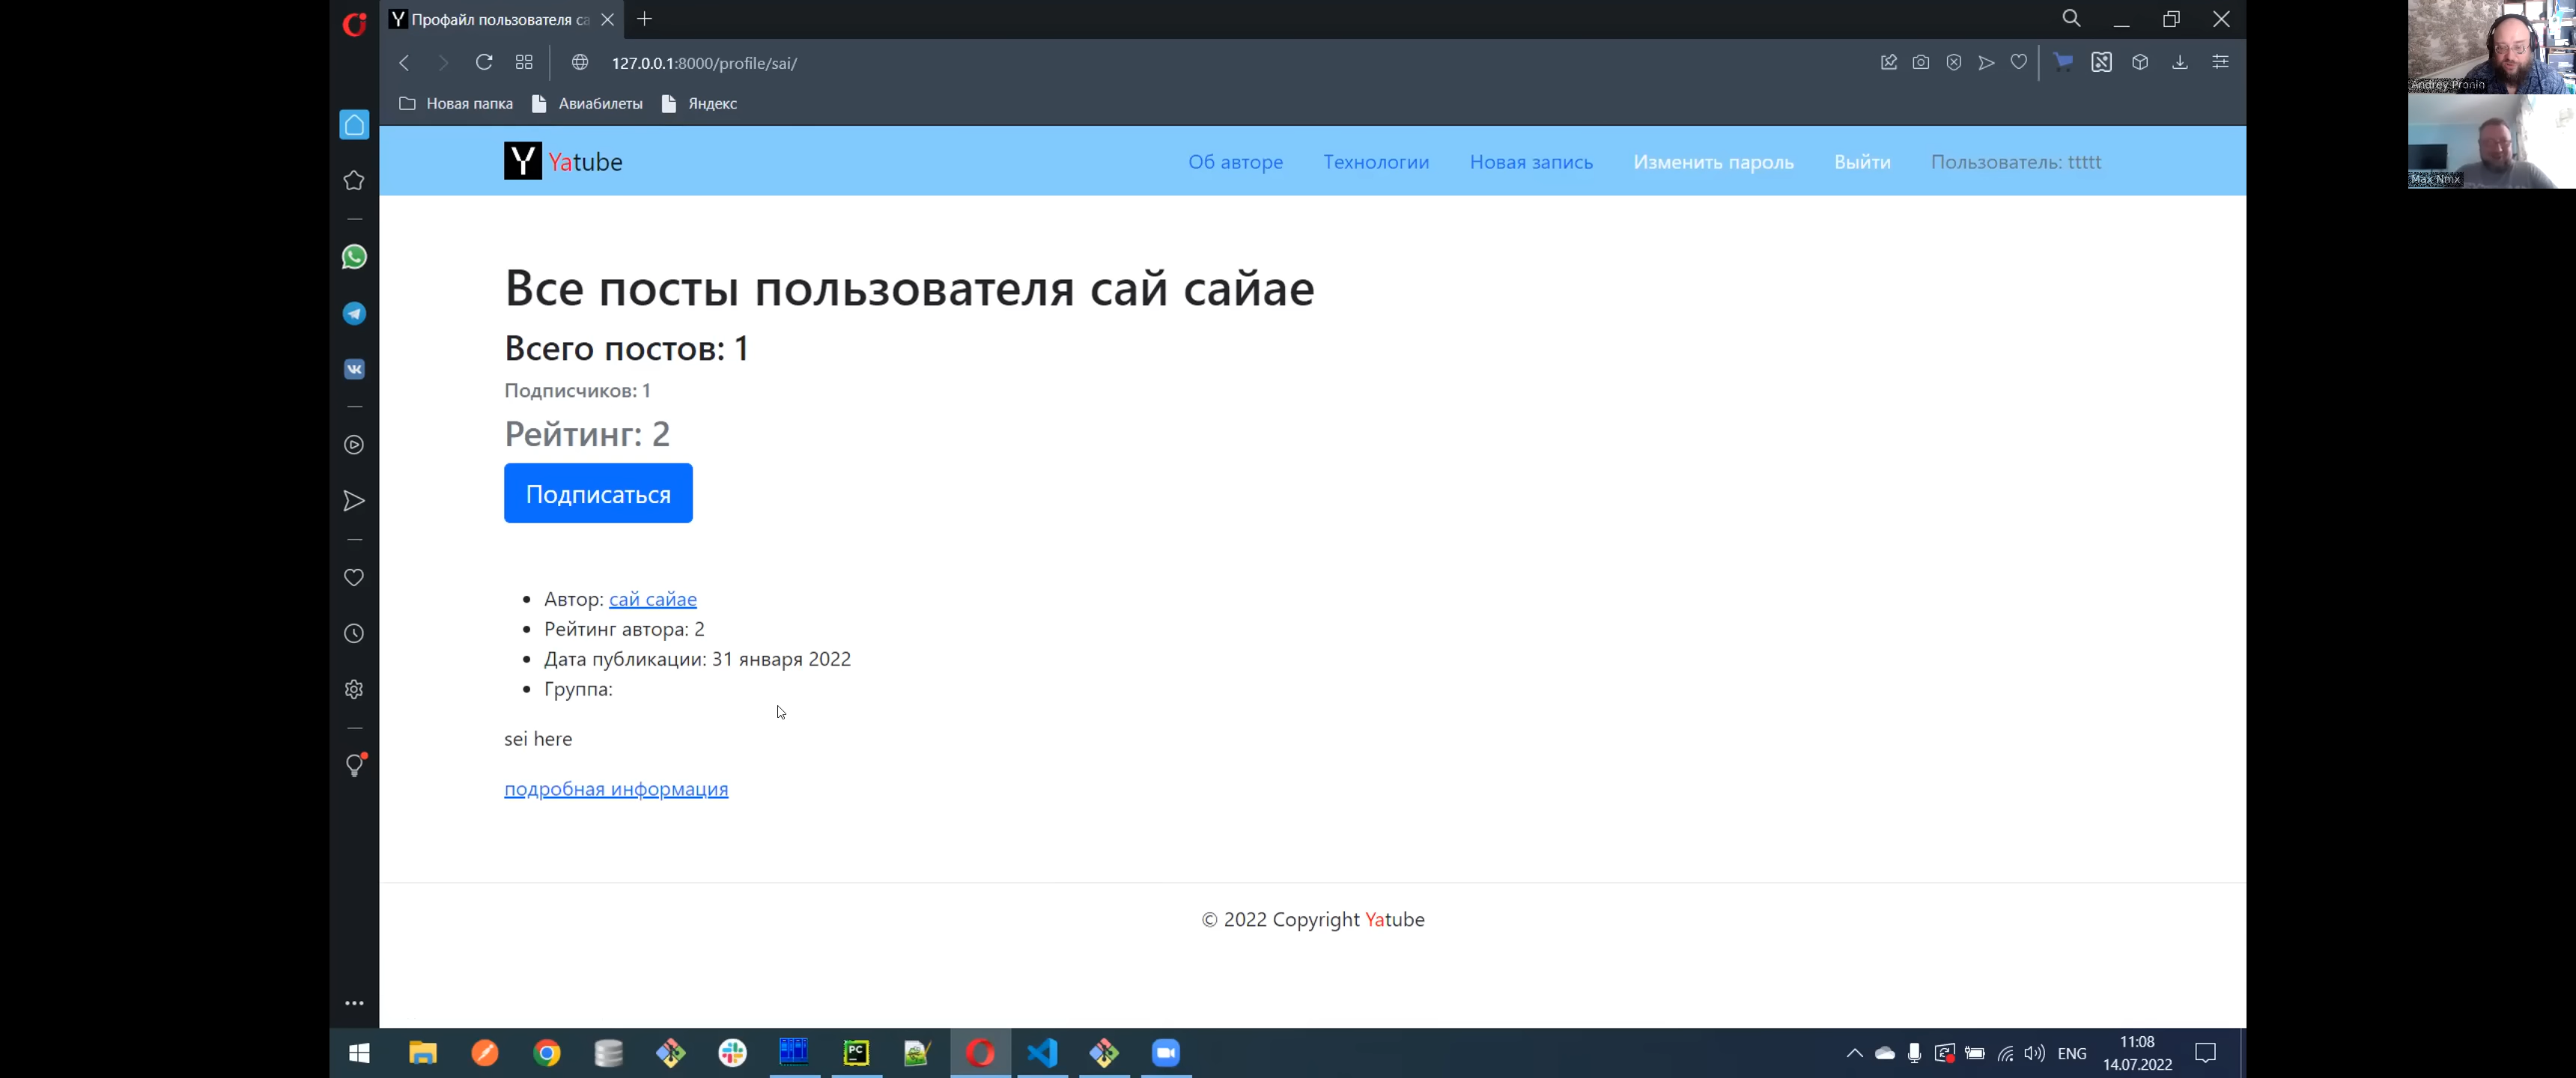 Профайл пользователя са
127.0.0.1:8000/profile/sai/
Новая папка Авиабилеты Яндекс
Y Yatube Об авторе Технологии Новая запись Изменить пароль Выйти Пользователь: ttttt
Все посты пользователя сай сайае
Всего постов: 1
Подписчиков: 1
Рейтинг: 2
Подписаться
Автор: сай сайае
Рейтинг автора: 2
Дата публикации: 31 января 2022
Группа:
sei here
подробная информация
© 2022 Copyright Yatube
ENG
11:08
14.07.2022
Andrey Pronin
Max Nmx